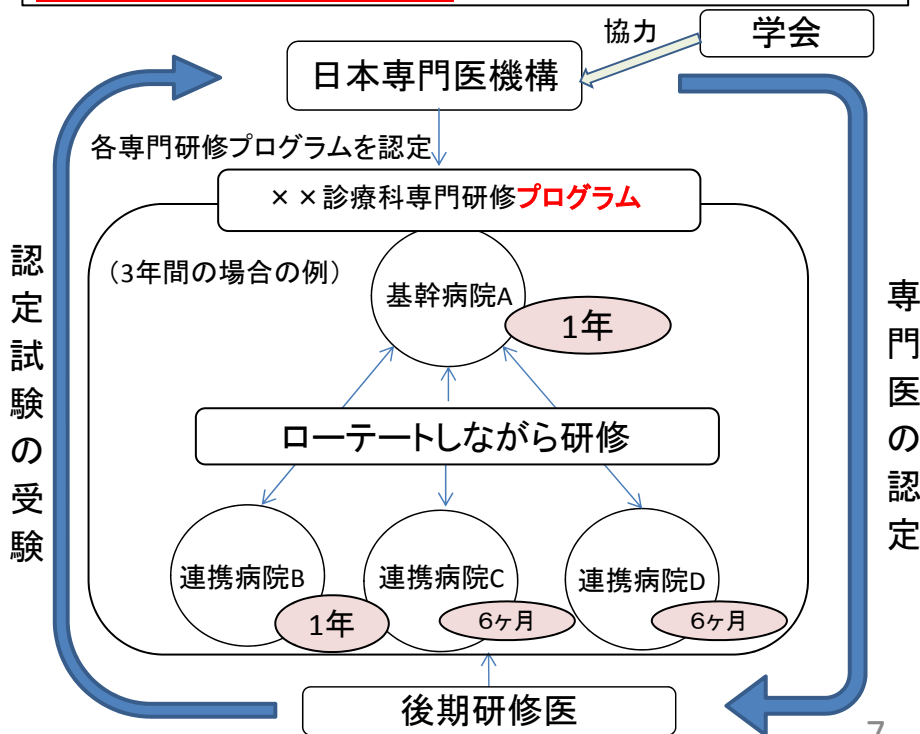 協力
学会
日本専門医機構
各専門研修プログラムを認定
××診療科専門研修プログラム
(3年間の場合の例)
基幹病院A
1年
認定試験の受験
専門医の認定
ローテートしながら研修
連携病院B
1年
連携病院C
6ヶ月
連携病院D
6ヶ月
後期研修医
7